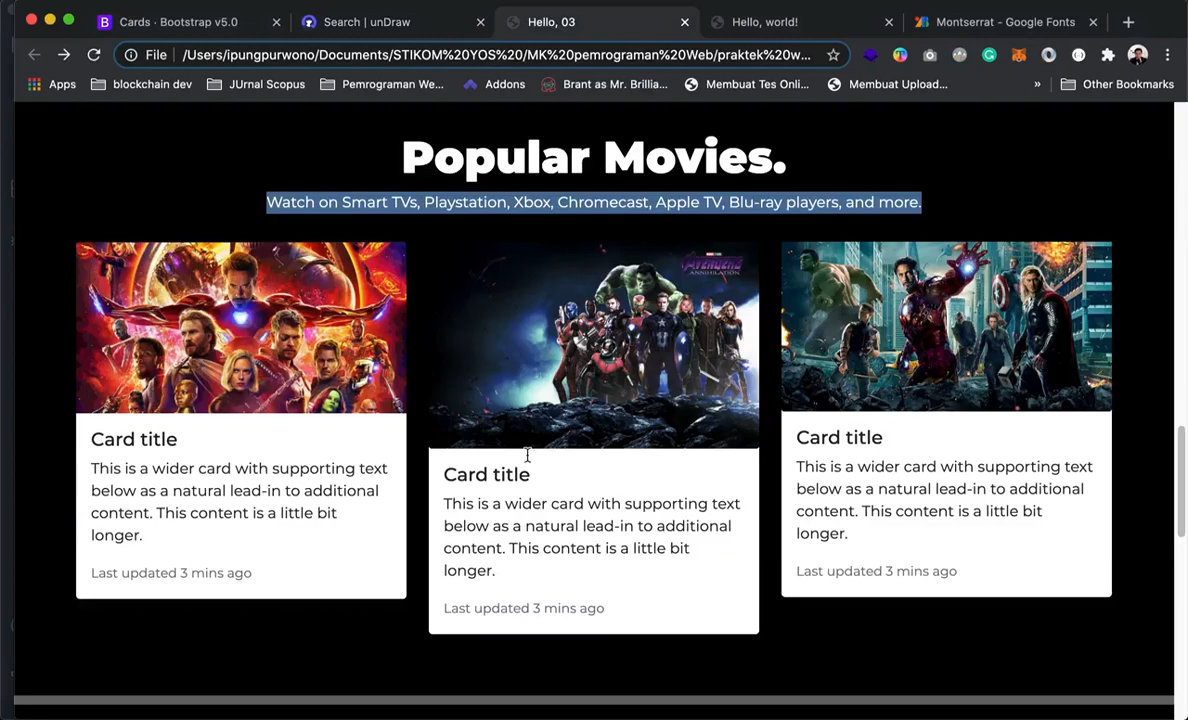 Cards · Bootstrap v5.0
Search | unDraw
Hello, 03
Hello, world!
Montserrat - Google Fonts
File
/Users/ipungpurwono/Documents/STIKOM%20YOS%20/MK%20pemrograman%20Web/praktek%20w...
Apps
blockchain dev
JUrnal Scopus
Pemrograman We...
Addons
Brant as Mr. Brillia...
Membuat Tes Onli...
Membuat Upload...
»
Other Bookmarks
Popular Movies.
Watch on Smart TVs, Playstation, Xbox, Chromecast, Apple TV, Blu-ray players, and more.
AVENGERS
ANNIHILATION
Card title
This is a wider card with supporting text
below as a natural lead-in to additional
content. This content is a little bit
longer.
Last updated 3 mins ago
Card title
This is a wider card with supporting text
below as a natural lead-in to additional
content. This content is a little bit
longer.
Last updated 3 mins ago
Card title
This is a wider card with supporting text
below as a natural lead-in to additional
content. This content is a little bit
longer.
Last updated 3 mins ago